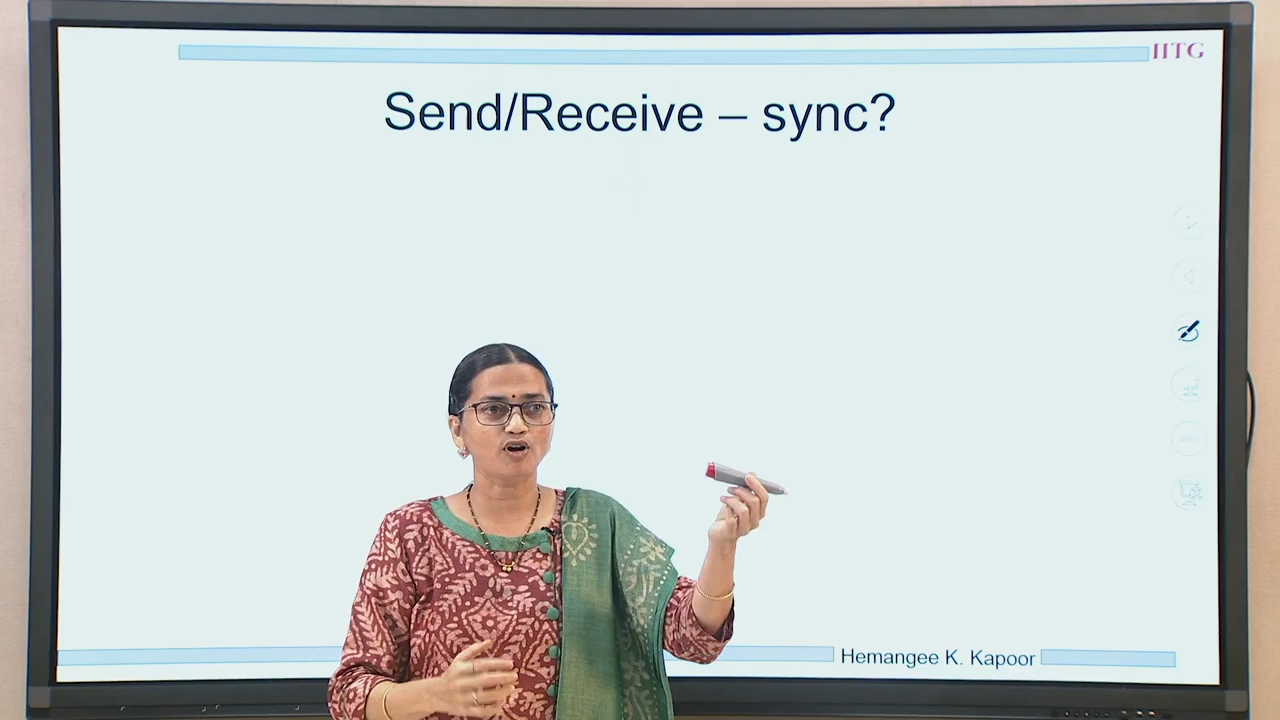 IITG
Send/Receive – sync?
Hemangee K. Kapoor